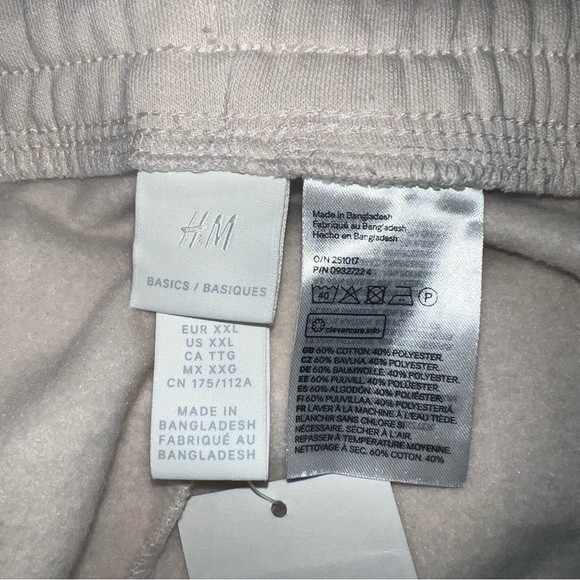 H&M
BASICS / BASIQUES
EUR XXL
US XXL
CA TTG
MX XXG
CN 175/112A
MADE IN
BANGLADESH
FABRIQUÉ AU
BANGLADESH
Made in Bangladesh
Fabriqué au Bangladesh
Hecho en Bangladesh
O/N 251017
P/N 0932722 4
40 P
clevercare.info
GB 60% COTTON. 40% POLYESTER.
CZ 60% BAVLNA. 40% POLYESTER.
DE 60% BAUMWOLLE. 40% POLYESTER.
EE 60% PUUVILL. 40% POLÜESTER.
ES 60% ALGODÓN. 40% POLIÉSTER.
FI 60% PUUVILLAA. 40% POLYESTERIÄ.
FR LAVER À LA MACHINE À L'EAU TIÈDE.
BLANCHIR SANS CHLORE SI
NÉCESSAIRE. SÉCHER À L'AIR.
REPASSER À TEMPÉRATURE MOYENNE.
NETTOYAGE À SEC. 60% COTON. 40%